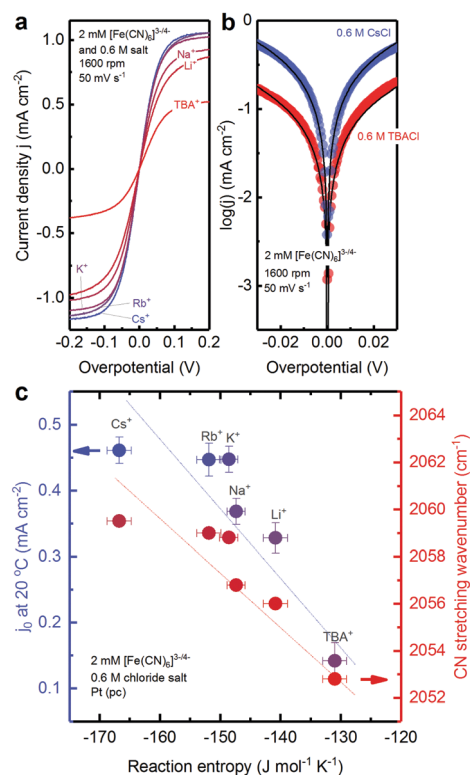 a
2 mM [Fe(CN)₆]³⁻/⁴⁻
and 0.6 M salt
1600 rpm
50 mV s⁻¹
Na⁺
Li⁺
TBA⁺
K⁺
Rb⁺
Cs⁺
1.0
0.5
0.0
-0.5
-1.0
Current density j (mA cm⁻²)
-0.2 -0.1 0.0 0.1 0.2
Overpotential (V)
b
0.6 M CsCl
0.6 M TBACl
2 mM [Fe(CN)₆]³⁻/⁴⁻
1600 rpm
50 mV s⁻¹
0
-1
-2
-3
log(j) (mA cm⁻²)
-0.02 0.00 0.02
Overpotential (V)
c
Cs⁺
Rb⁺ K⁺
Na⁺
Li⁺
TBA⁺
2 mM [Fe(CN)₆]³⁻/⁴⁻
0.6 M chloride salt
Pt (pc)
0.5
0.4
0.3
0.2
0.1
j₀ at 20 ºC (mA cm⁻²)
2064
2062
2060
2058
2056
2054
2052
CN stretching wavenumber (cm⁻¹)
-170 -160 -150 -140 -130 -120
Reaction entropy (J mol⁻¹ K⁻¹)